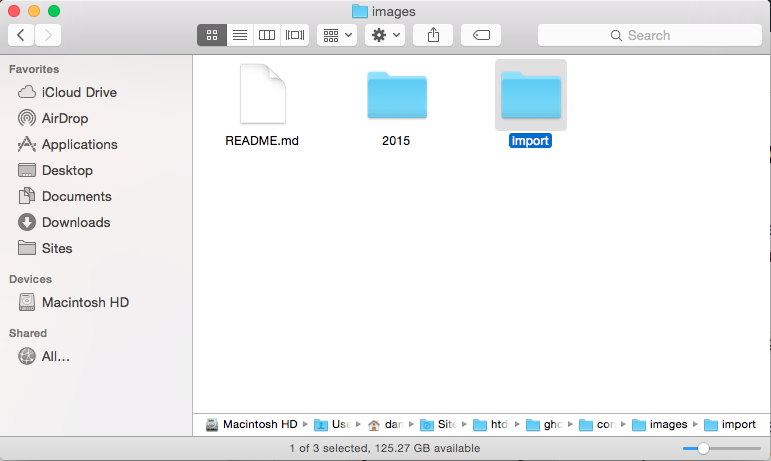 images
Search
Favorites
iCloud Drive
AirDrop
Applications
Desktop
Documents
Downloads
Sites
Devices
Macintosh HD
Shared
All...
README.md
2015
import
Macintosh HD Use dan Site htd gho con images import
1 of 3 selected, 125.27 GB available